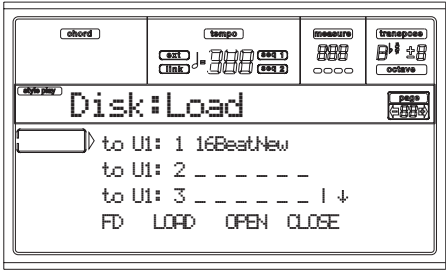 chord tempo measure transpose
ext seq 1
link seq 2
octave
style play Disk:Load page
to U1: 1 16BeatNew
to U1: 2 _ _ _ _ _ _
to U1: 3 _ _ _ _ _ _ | ↓
FD LOAD OPEN CLOSE